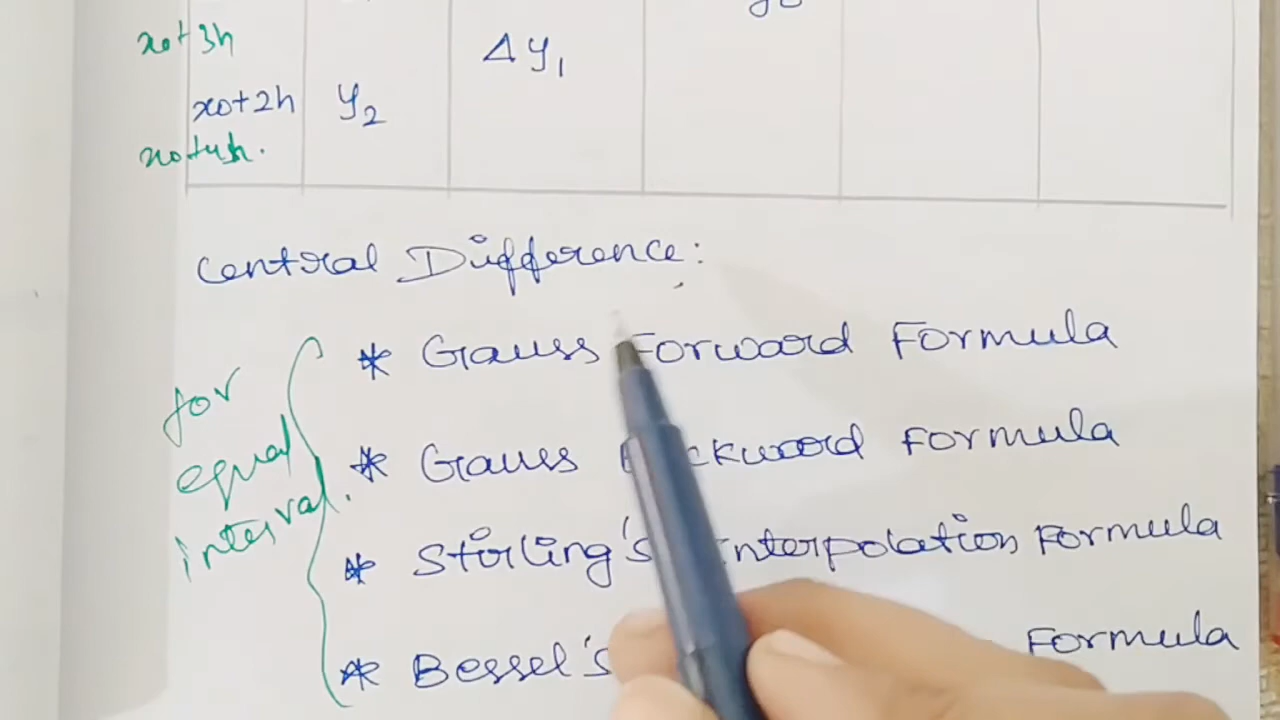 x0+3h
Δy1
x0+2h y2
x0+4h.
Central Difference:
* Gauss Forward Formula
* Gauss Formula
* Stirling's Interpolation Formula
* Bessel's Formula
for
equal
interval.